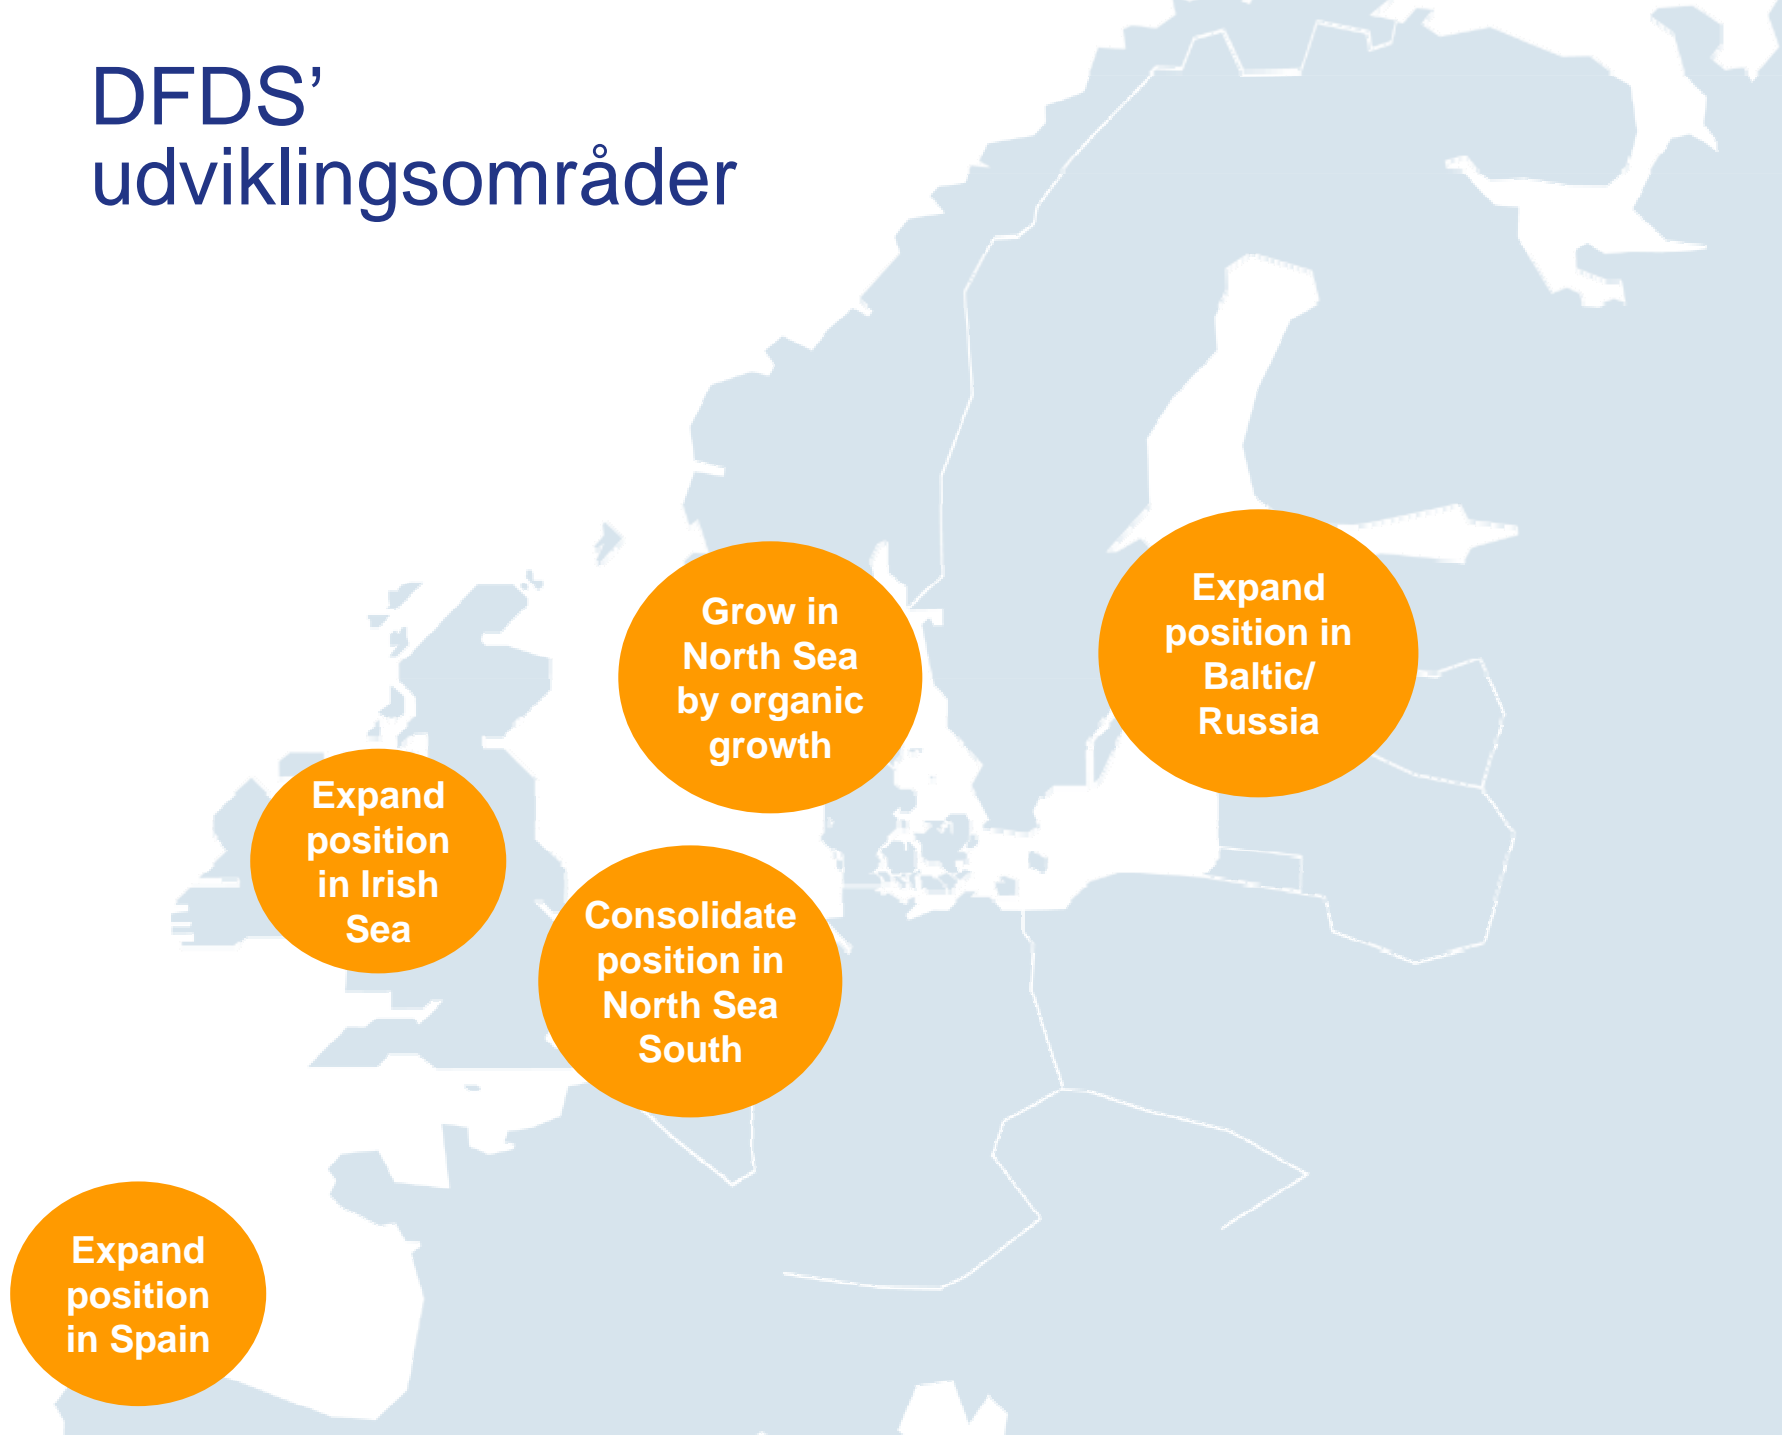 DFDS’
udviklingsområder
Grow in
North Sea
by organic
growth
Expand
position in
Baltic/
Russia
Expand
position
in Irish
Sea
Consolidate
position in
North Sea
South
Expand
position
in Spain